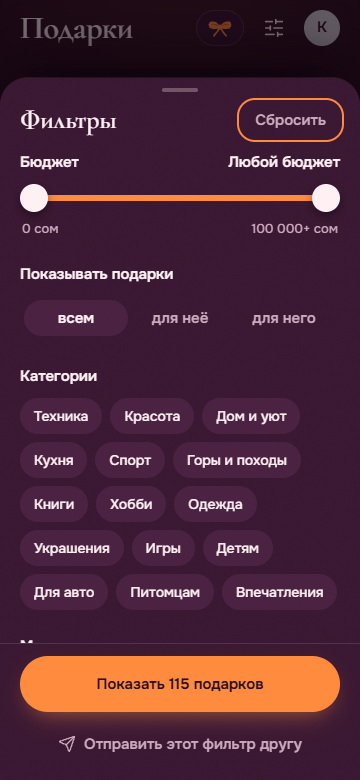 Подарки
К
Фильтры
Сбросить
Бюджет
Любой бюджет
0 сом
100 000+ сом
Показывать подарки
всем
для неё
для него
Категории
Техника
Красота
Дом и уют
Кухня
Спорт
Горы и походы
Книги
Хобби
Одежда
Украшения
Игры
Детям
Для авто
Питомцам
Впечатления
Показать 115 подарков
Отправить этот фильтр другу